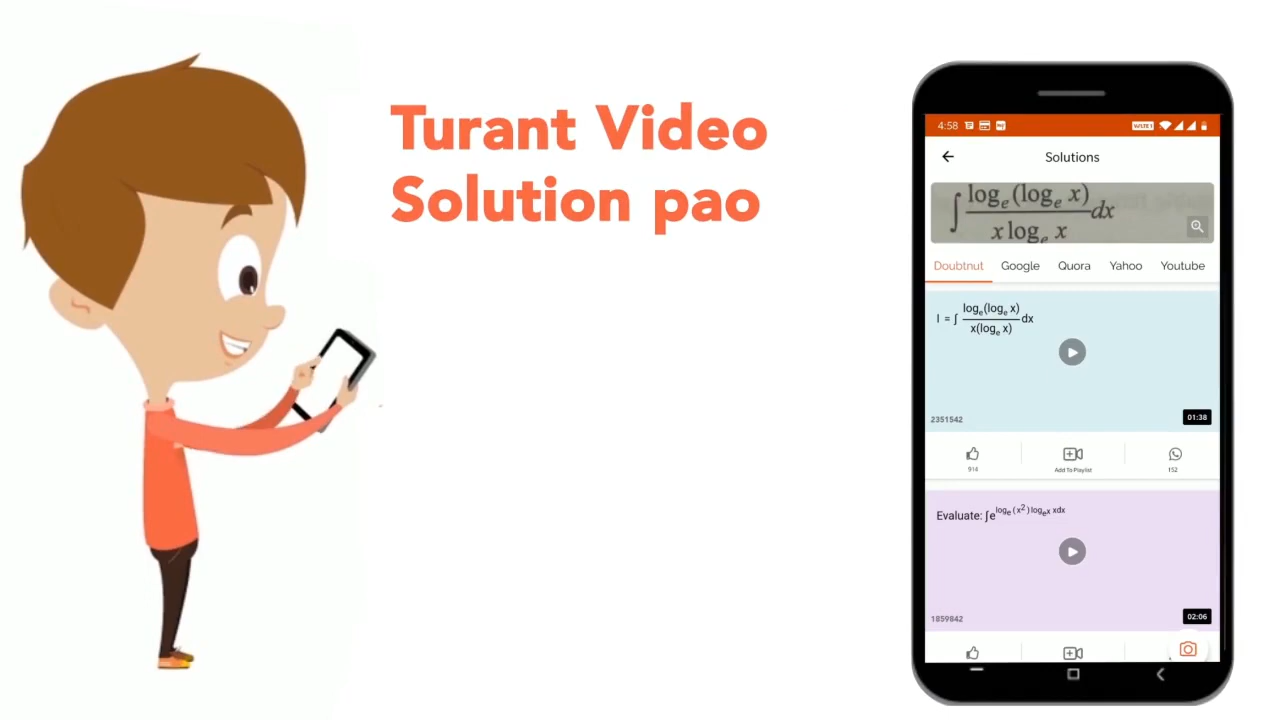 Turant Video
Solution pao
4:58
VoLTE1
Solutions
∫ logₑ(logₑ x) / x logₑ x dx
Doubtnut Google Quora Yahoo Youtube
I = ∫ logₑ(logₑ x) / x(logₑ x) dx
2351542
01:38
914 Add To Playlist 152
Evaluate: ∫e^logₑ(x²)logₑx xdx
1859842
02:06